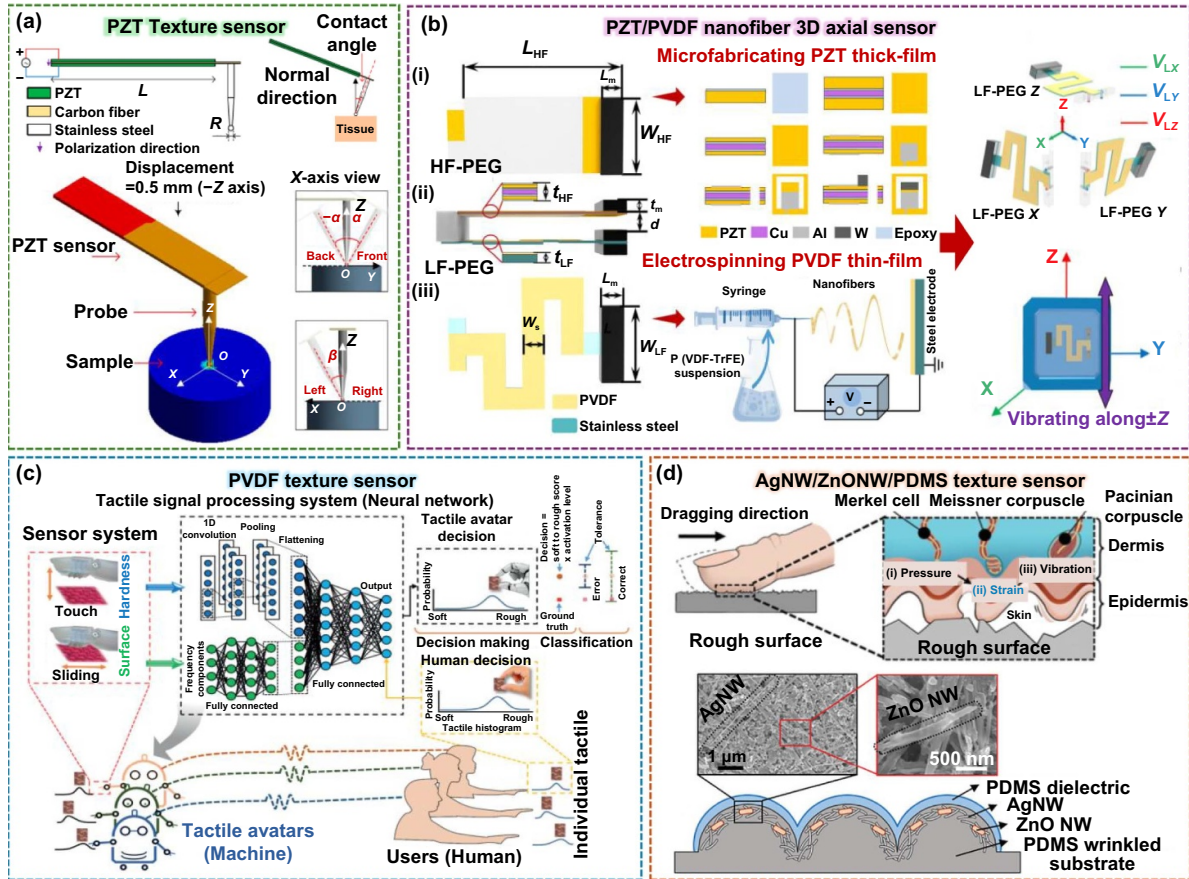 (a)
PZT Texture sensor
+
−
L
R
PZT
Carbon fiber
Stainless steel
Polarization direction
Contact
angle
Normal
direction
Tissue
Displacement
=0.5 mm (−Z axis)
PZT sensor
Probe
Sample
Z
O
X
Y
X-axis view
Z
−α
α
Back
Front
O
Y
Z
β
Left
Right
X
O
(b)
PZT/PVDF nanofiber 3D axial sensor
(i)
L_HF
L_m
W_HF
HF-PEG
(ii)
t_HF
t_m
d
t_LF
LF-PEG
(iii)
L_m
W_s
L
W_LF
PVDF
Stainless steel
Microfabricating PZT thick-film
PZT
Cu
Al
W
Epoxy
Electrospinning PVDF thin-film
Syringe
Nanofibers
Steel electrode
P (VDF-TrFE)
suspension
+
V
−
V_LX
V_LY
V_LZ
LF-PEG Z
Z
X
Y
LF-PEG X
LF-PEG Y
Z
Y
X
Vibrating along±Z
(c)
PVDF texture sensor
Tactile signal processing system (Neural network)
Sensor system
Touch
Hardness
Sliding
Surface
1D
convolution
Pooling
Flattening
Output
Frequency
components
Fully connected
Fully connected
Tactile avatar
decision
Probability
Soft
Rough
Decision =
soft to rough score
x activation level
Ground
truth
Tolerance
Error
Correct
Decision making
Classification
Human decision
Probability
Soft
Rough
Tactile histogram
Individual tactile
Tactile avatars
(Machine)
Users (Human)
(d)
AgNW/ZnONW/PDMS texture sensor
Dragging direction
Rough surface
Merkel cell
Meissner corpuscle
Pacinian
corpuscle
Dermis
Epidermis
(i) Pressure
(ii) Strain
(iii) Vibration
Skin
Rough surface
AgNW
1 μm
ZnO NW
500 nm
PDMS dielectric
AgNW
ZnO NW
PDMS wrinkled
substrate